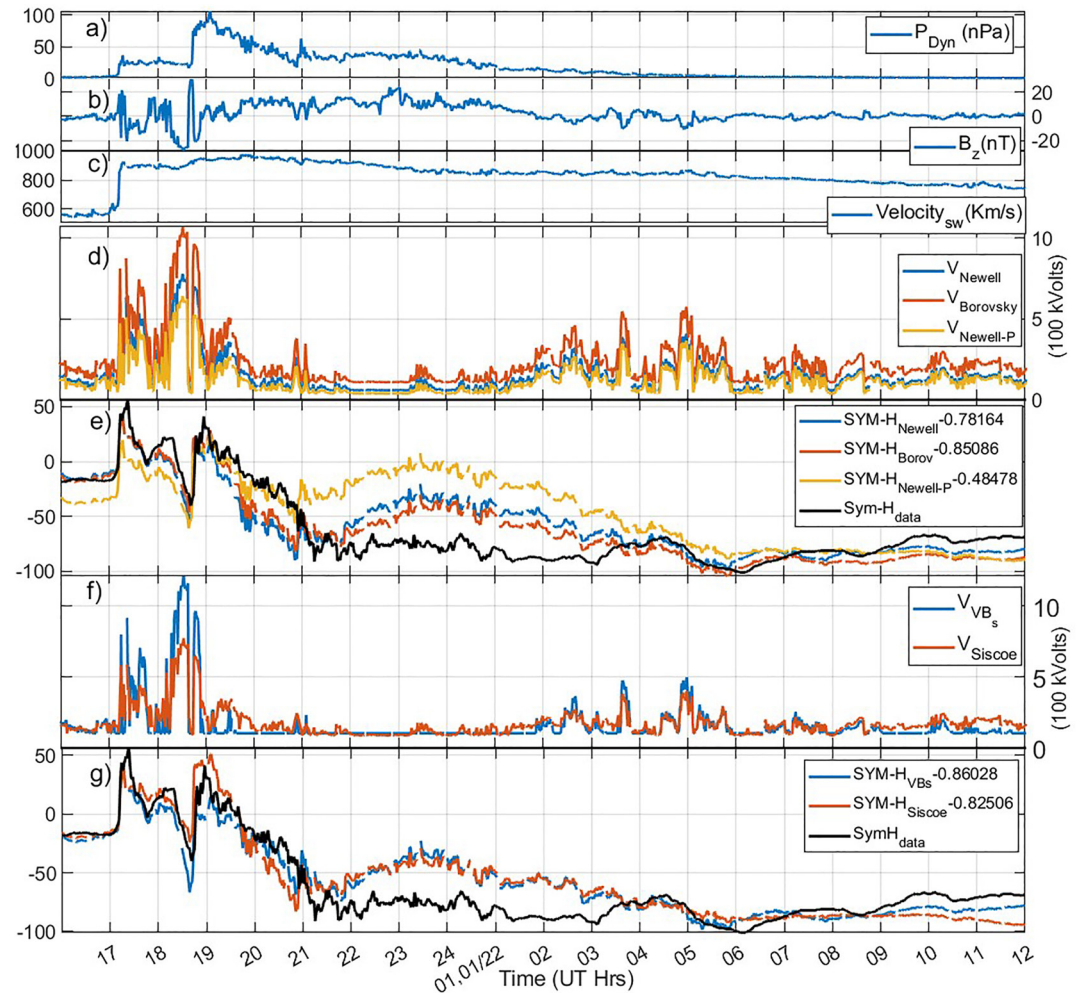 a)
100
50
0
P_Dyn (nPa)
b)
20
0
-20
B_z(nT)
c)
1000
800
600
Velocity_sw(Km/s)
d)
10
5
0
(100 kVolts)
V_Newell
V_Borovsky
V_Newell-P
e)
50
0
-50
-100
SYM-H_Newell-0.78164
SYM-H_Borov-0.85086
SYM-H_Newell-P-0.48478
Sym-H_data
f)
10
5
0
(100 kVolts)
V_VB_s
V_Siscoe
g)
50
0
-50
-100
SYM-H_VBs-0.86028
SYM-H_Siscoe-0.82506
SymH_data
17 18 19 20 21 22 23 01,01/22 02 03 04 05 06 07 08 09 10 11 12
Time (UT Hrs)